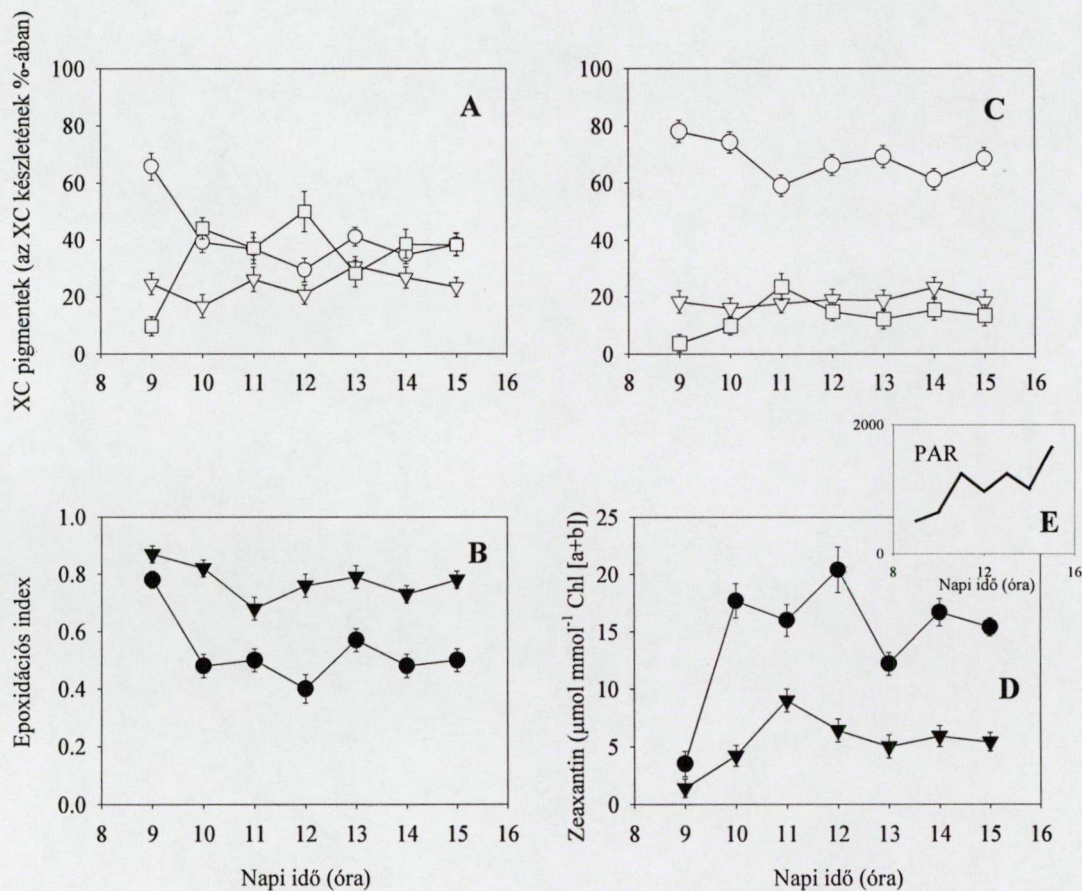 XC pigmentek (az XC készletének %-ában)
100
80
60
40
20
0
A
8 9 10 11 12 13 14 15 16
100
80
60
40
20
0
C
8 9 10 11 12 13 14 15 16
Epoxidációs index
1.0
0.8
0.6
0.4
0.2
0.0
B
8 9 10 11 12 13 14 15 16
Napi idő (óra)
Zeaxantin (µmol mmol⁻¹ Chl [a+b])
25
20
15
10
5
0
D
8 9 10 11 12 13 14 15 16
Napi idő (óra)
2000
0
PAR
E
8 12 16
Napi idő (óra)